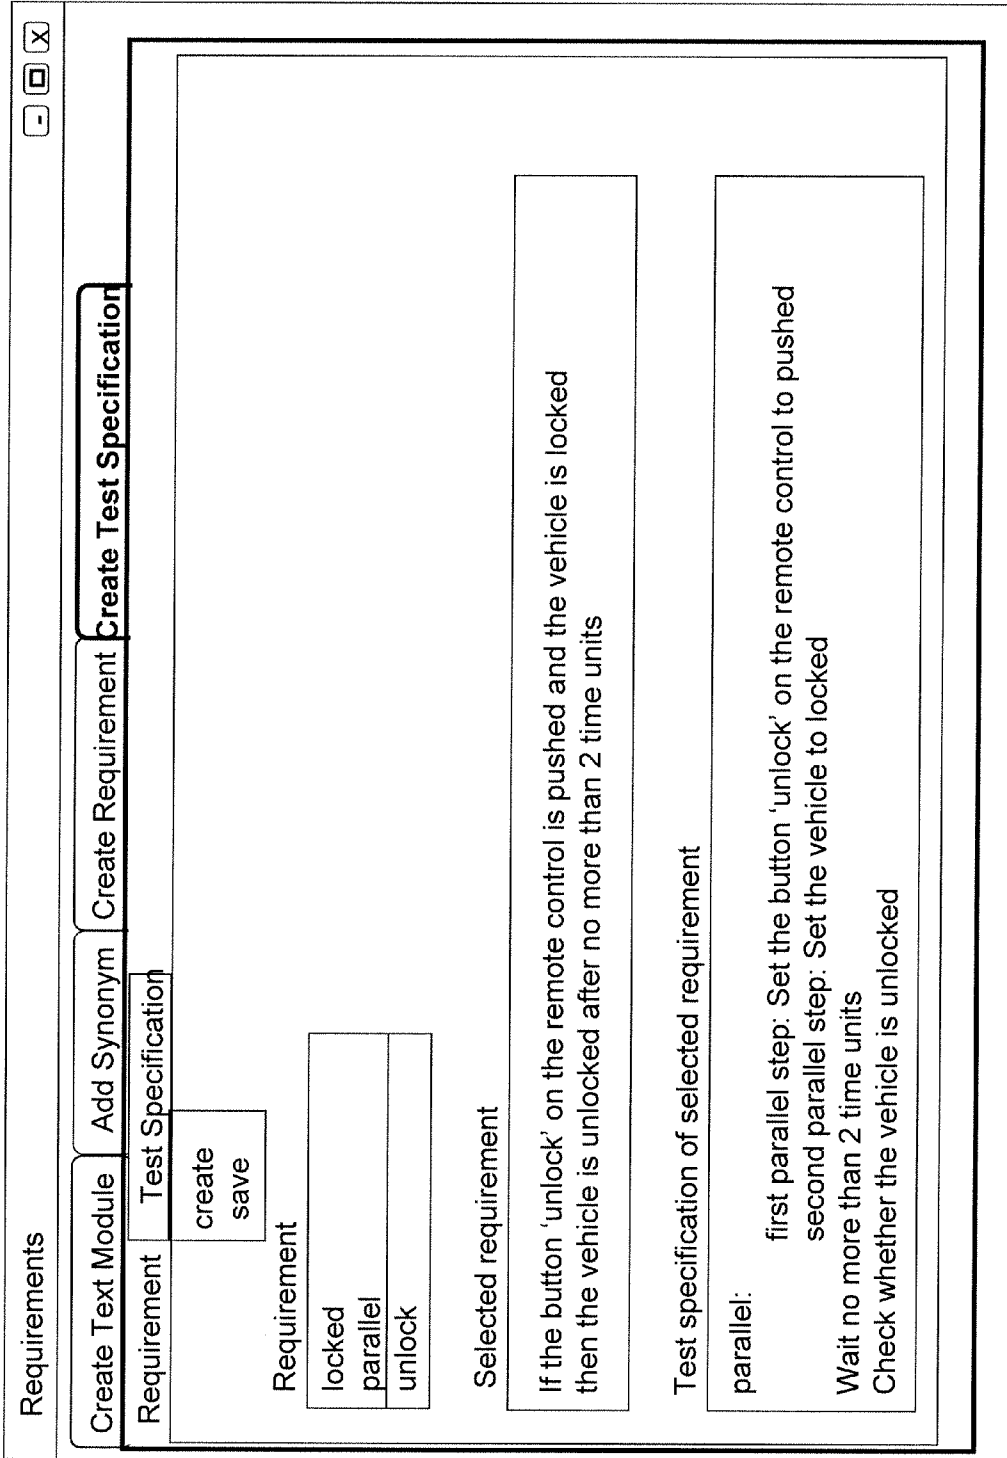 Requirements
- X
Create Text Module Add Synonym Create Requirement Create Test Specification
Requirement Test Specification
create
save
Requirement
locked
parallel
unlock
Selected requirement
If the button ‘unlock’ on the remote control is pushed and the vehicle is locked
then the vehicle is unlocked after no more than 2 time units
Test specification of selected requirement
parallel:
first parallel step: Set the button ‘unlock’ on the remote control to pushed
second parallel step: Set the vehicle to locked
Wait no more than 2 time units
Check whether the vehicle is unlocked